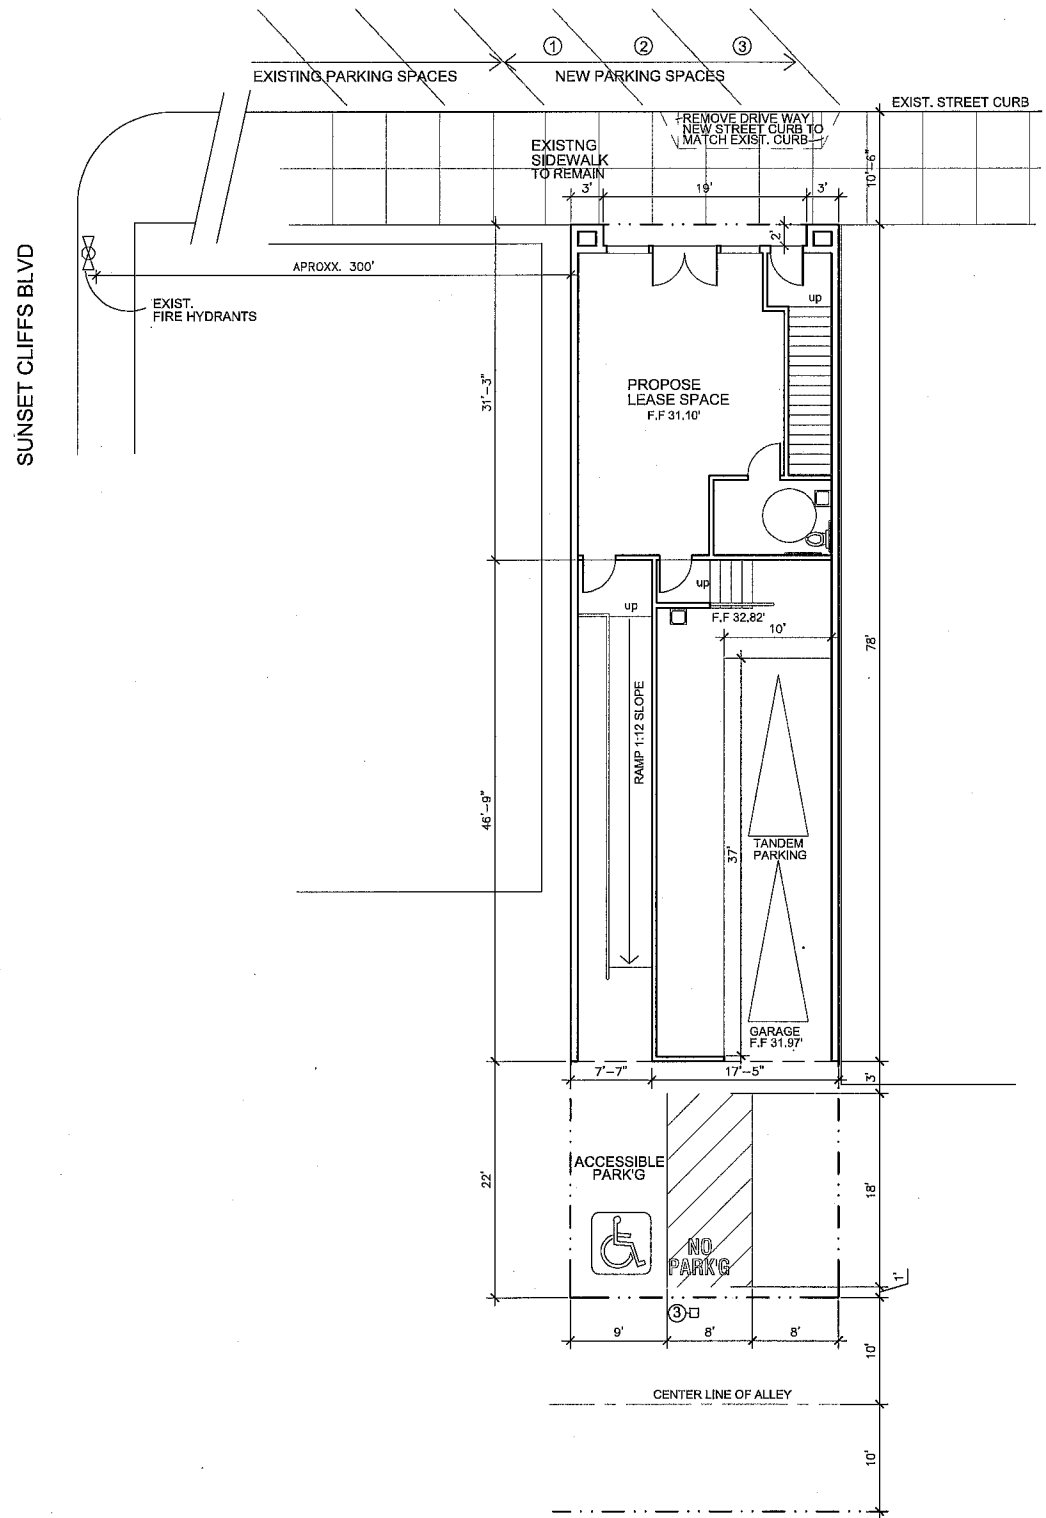 ① ② ③
EXISTING PARKING SPACES
NEW PARKING SPACES
EXIST. STREET CURB
REMOVE DRIVE WAY
NEW STREET CURB TO
MATCH EXIST. CURB
EXISTNG
SIDEWALK
TO REMAIN
10'-6"
3' 19' 3'
2'
SUNSET CLIFFS BLVD
APROXX. 300'
EXIST.
FIRE HYDRANTS
up
31'-3"
PROPOSE
LEASE SPACE
F.F 31.10'
up
up
F.F 32.82'
10'
78'
RAMP 1:12 SLOPE
46'-9"
37'
TANDEM
PARKING
GARAGE
F.F 31.97'
7'-7" 17'-5"
3'
ACCESSIBLE
PARK'G
22'
18'
NO
PARK'G
1'
③
9' 8' 8'
10'
CENTER LINE OF ALLEY
10'